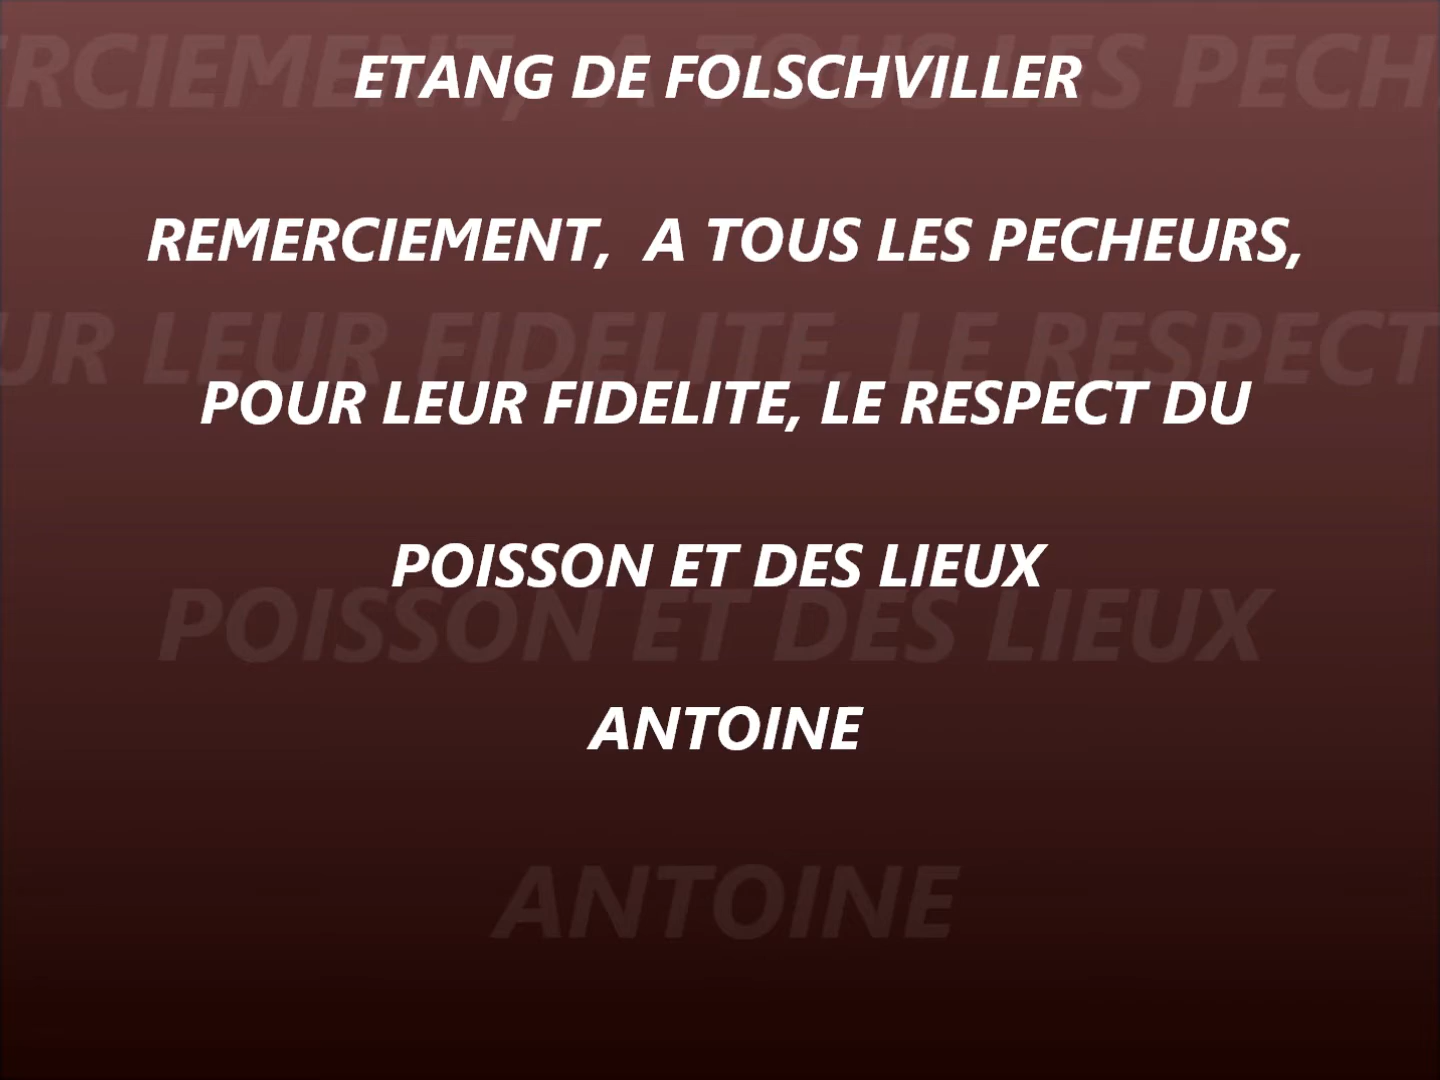 ETANG DE FOLSCHVILLER
REMERCIEMENT, A TOUS LES PECHEURS,
POUR LEUR FIDELITE, LE RESPECT DU
POISSON ET DES LIEUX
ANTOINE